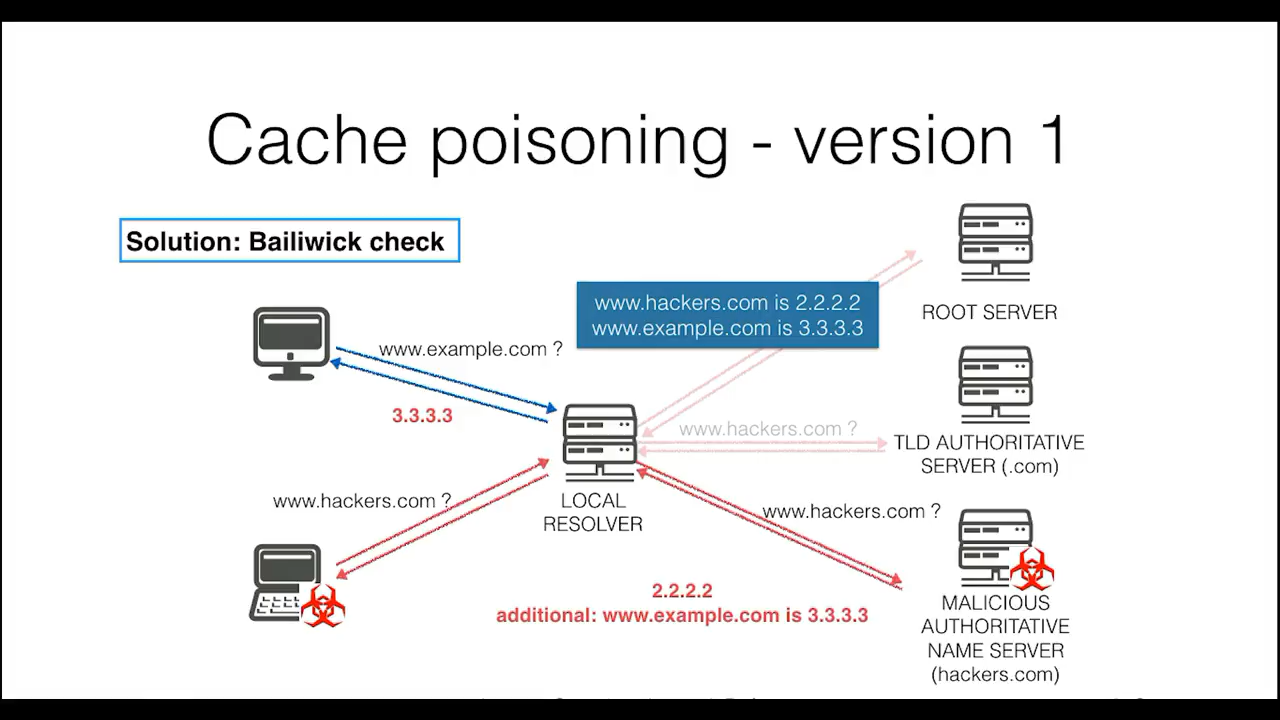 Cache poisoning - version 1
Solution: Bailiwick check
www.hackers.com is 2.2.2.2
www.example.com is 3.3.3.3
ROOT SERVER
www.example.com ?
3.3.3.3
www.hackers.com ?
TLD AUTHORITATIVE
SERVER (.com)
www.hackers.com ?
LOCAL
RESOLVER
www.hackers.com ?
2.2.2.2
additional: www.example.com is 3.3.3.3
MALICIOUS
AUTHORITATIVE
NAME SERVER
(hackers.com)